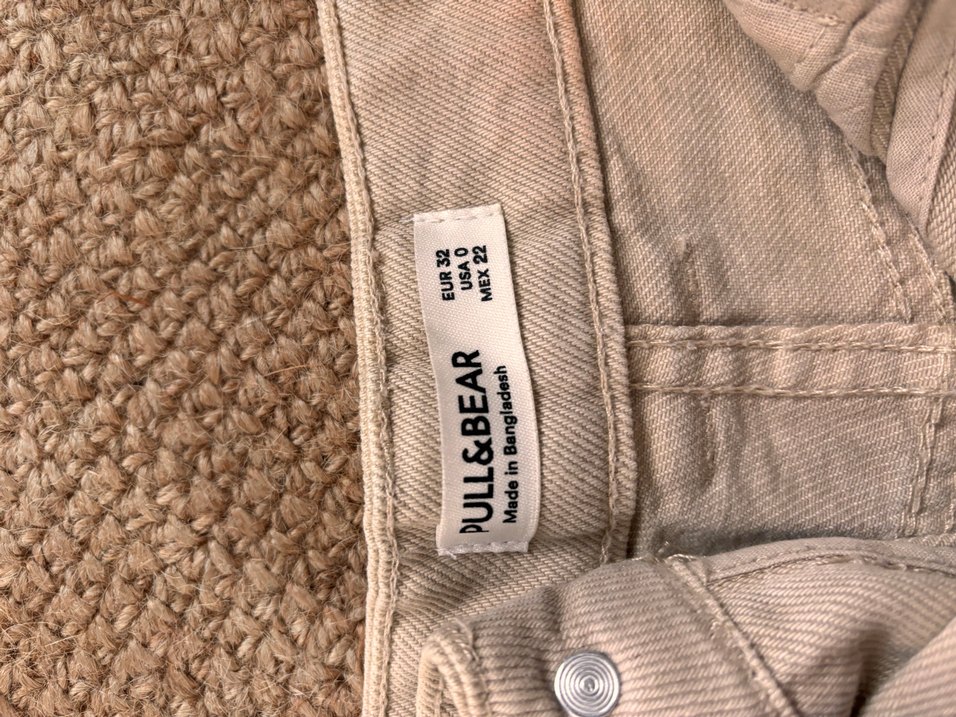 PULL&BEAR
Made in Bangladesh
EUR 32
USA 0
MEX 22